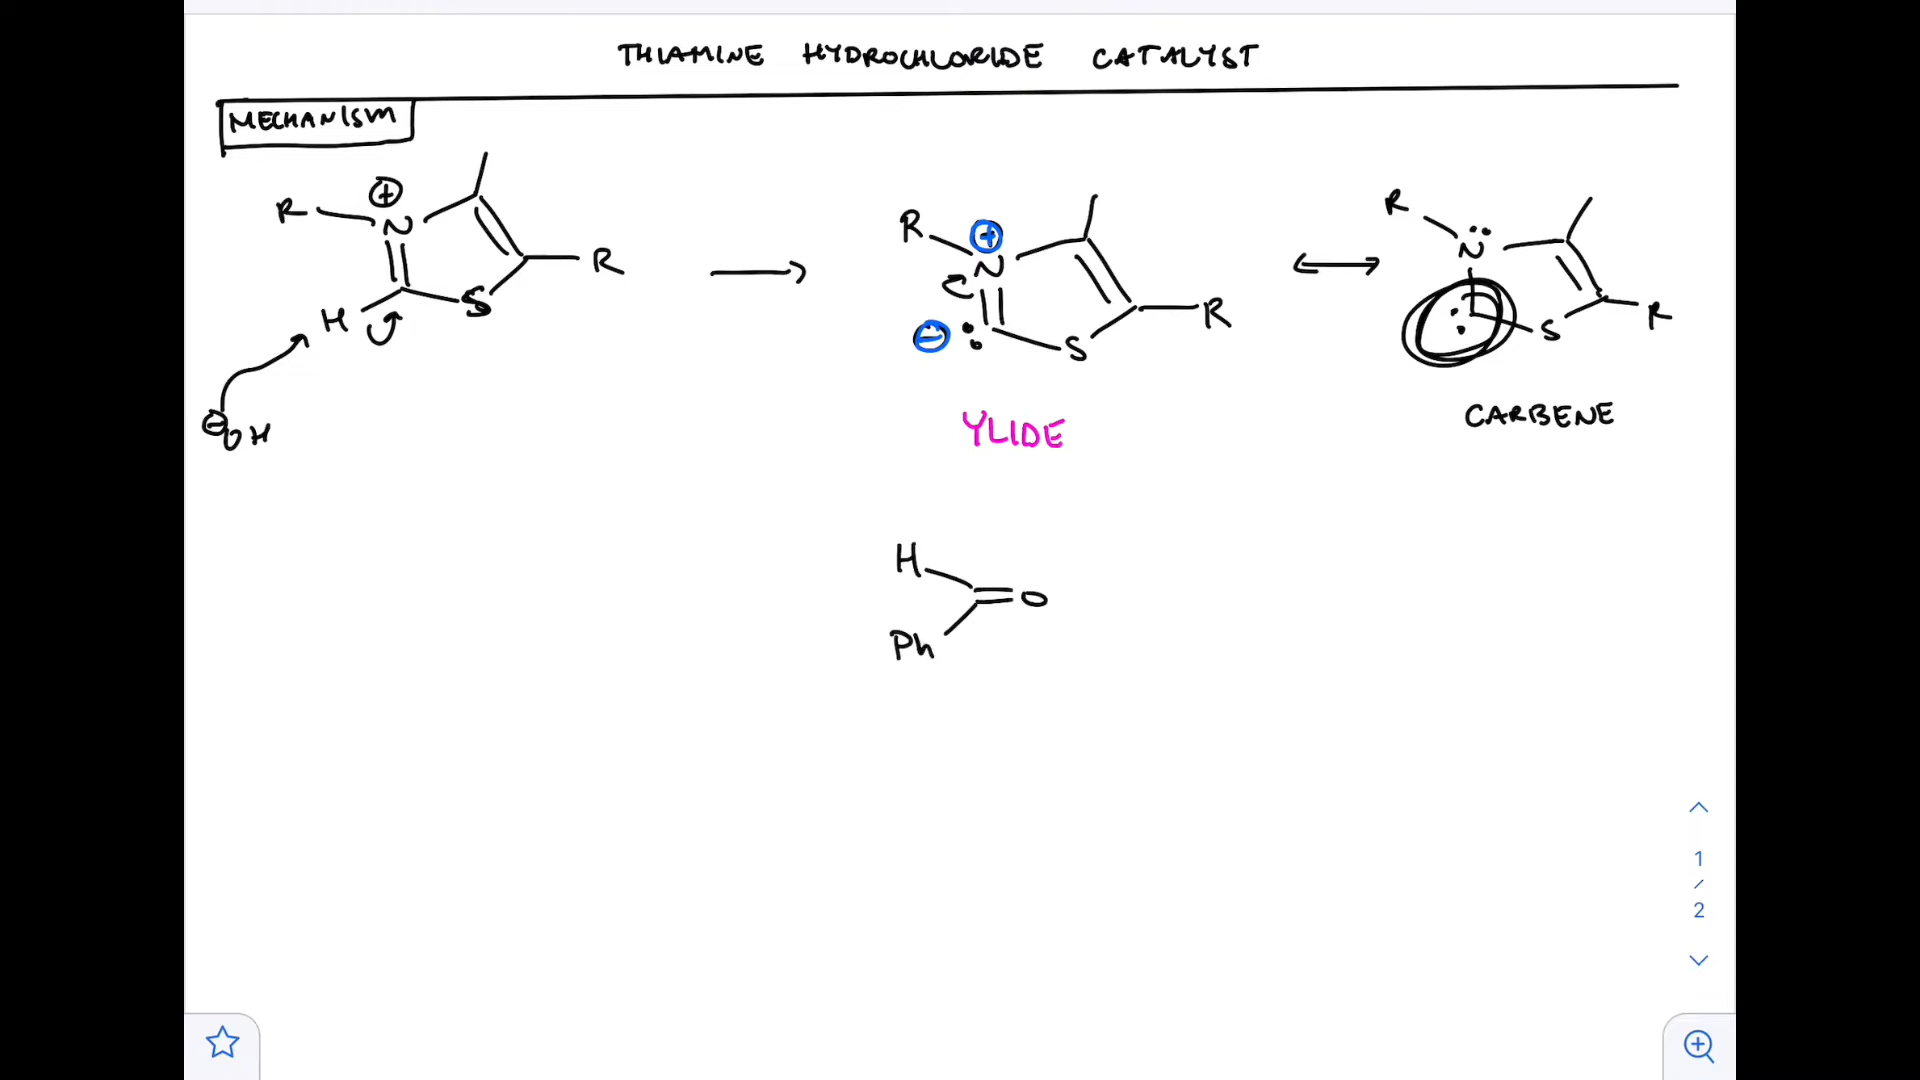 THIAMINE HYDROCHLORIDE CATALYST
MECHANISM
R ⊕ N R H S
⊖OH
R ⊕ N ⊖ : S R
YLIDE
R N : S R
CARBENE
H
O
Ph
1
/
2